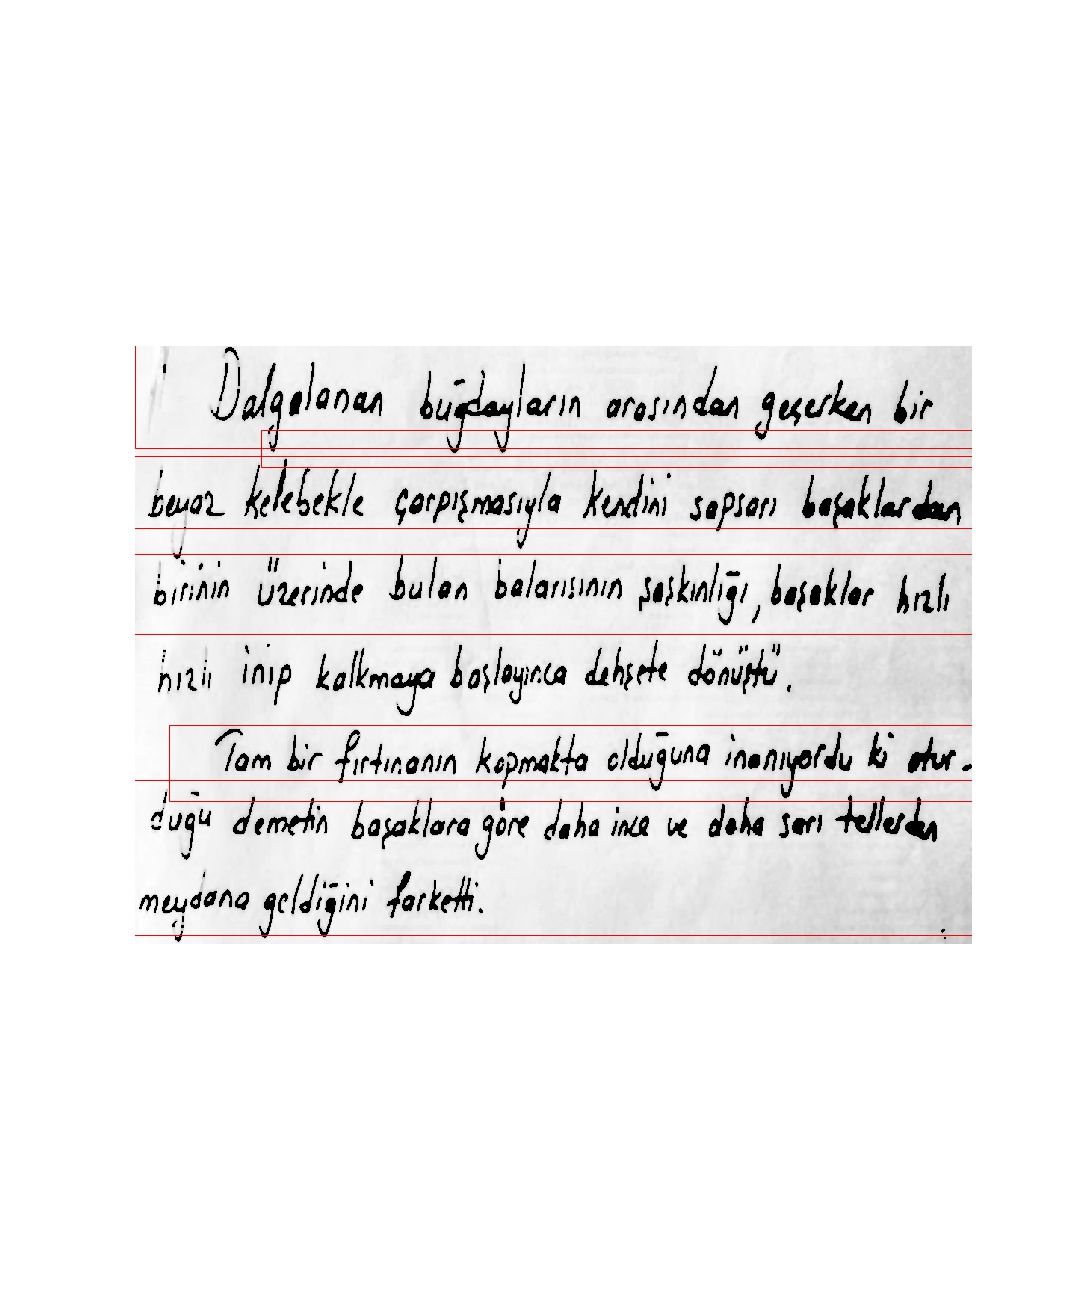 Dalgalanan buğdayların arasından geçerken bir
beyaz kelebekle çarpışmasıyla kendini sapsarı başaklardan
birinin üzerinde bulan balarısının şaşkınlığı, başaklar hızlı
hızlı inip kalkmaya başlayınca dehşete dönüştü.
Tam bir fırtınanın kopmakta olduğuna inanıyordu ki otur-
duğu demetin başaklara göre daha ince ve daha sarı tellerden
meydana geldiğini farketti.